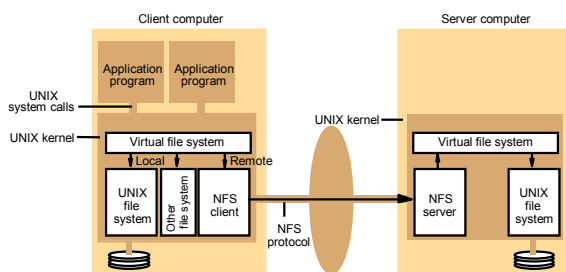 Client computer
Server computer
Application
program
Application
program
UNIX
system calls
UNIX kernel
UNIX kernel
Virtual file system
Virtual file system
Local
Remote
UNIX
file
system
Other
file system
NFS
client
NFS
server
UNIX
file
system
NFS
protocol